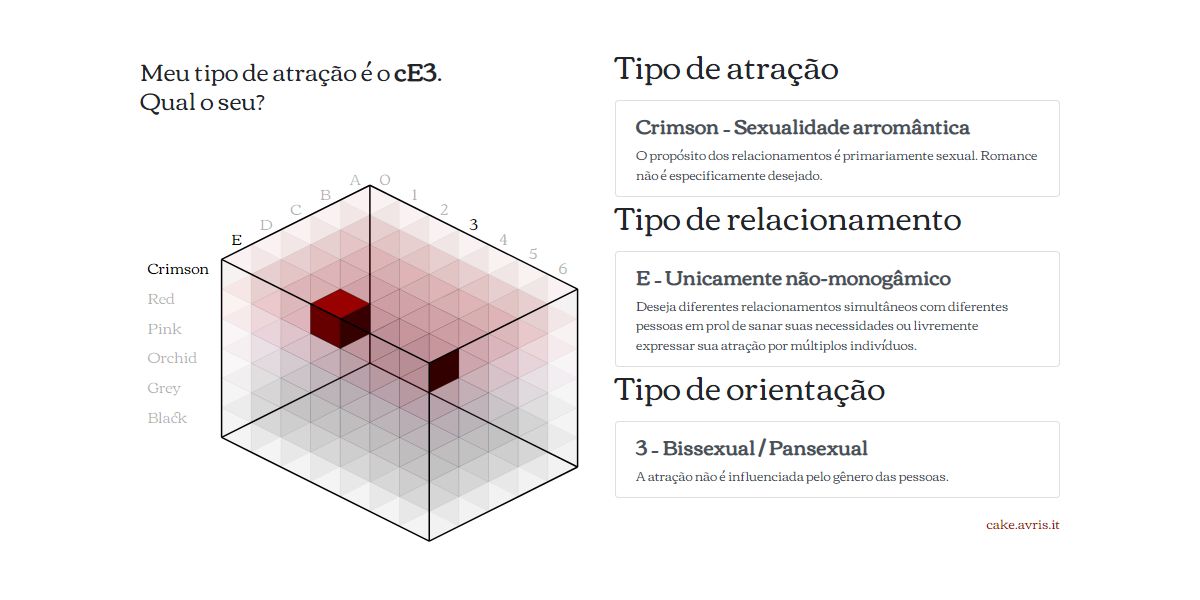 Meu tipo de atração é o cE3.
Qual o seu?
A
O
B
1
C
2
D
3
E
4
5
6
Crimson
Red
Pink
Orchid
Grey
Black
Tipo de atração
Crimson - Sexualidade arromântica
O propósito dos relacionamentos é primariamente sexual. Romance
não é especificamente desejado.
Tipo de relacionamento
E - Unicamente não-monogâmico
Deseja diferentes relacionamentos simultâneos com diferentes
pessoas em prol de sanar suas necessidades ou livremente
expressar sua atração por múltiplos indivíduos.
Tipo de orientação
3 - Bissexual / Pansexual
A atração não é influenciada pelo gênero das pessoas.
cake.avris.it